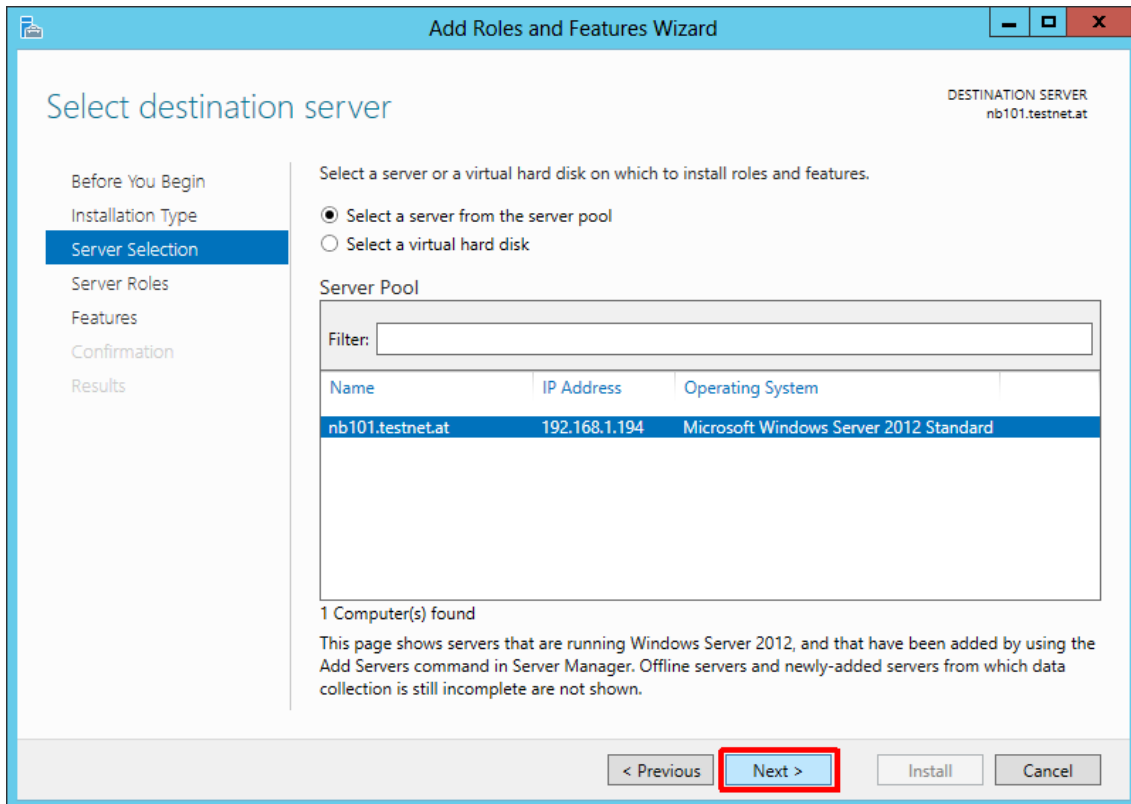 Add Roles and Features Wizard
Select destination server
DESTINATION SERVER
nb101.testnet.at
Before You Begin
Installation Type
Server Selection
Server Roles
Features
Confirmation
Results
Select a server or a virtual hard disk on which to install roles and features.
Select a server from the server pool
Select a virtual hard disk
Server Pool
Filter:
Name IP Address Operating System
nb101.testnet.at 192.168.1.194 Microsoft Windows Server 2012 Standard
1 Computer(s) found
This page shows servers that are running Windows Server 2012, and that have been added by using the
Add Servers command in Server Manager. Offline servers and newly-added servers from which data
collection is still incomplete are not shown.
< Previous Next > Install Cancel